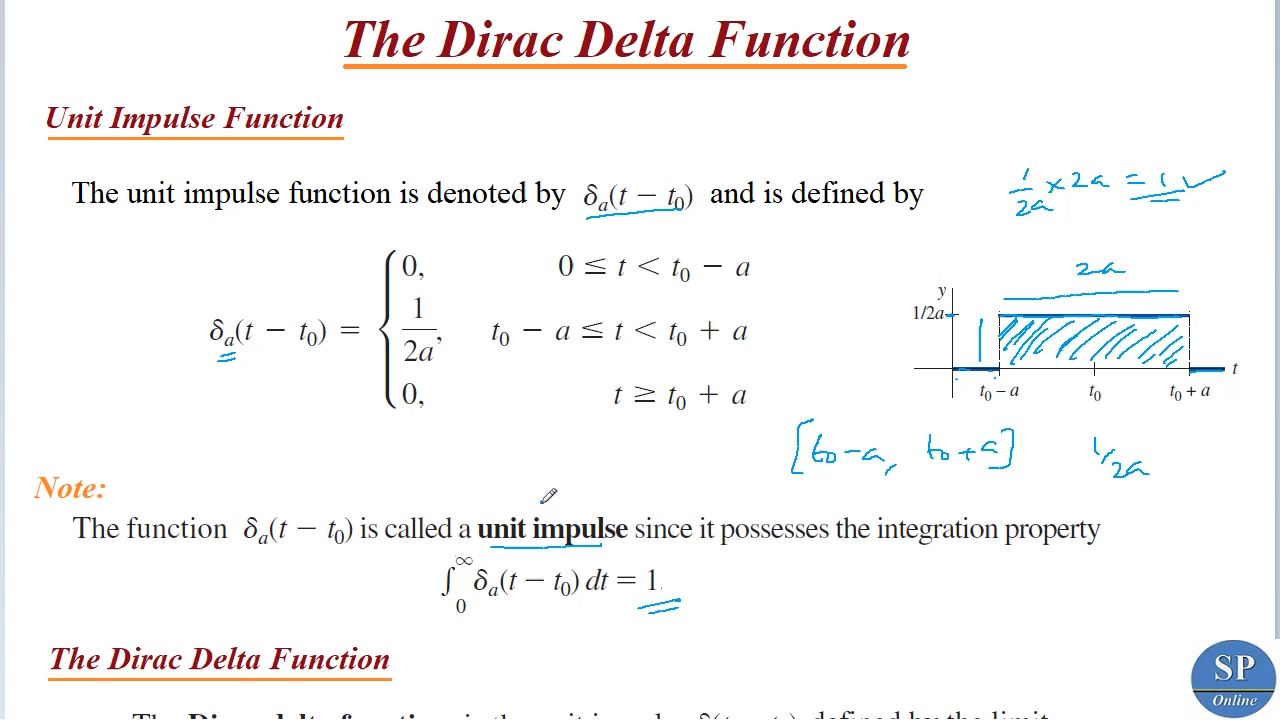 The Dirac Delta Function
Unit Impulse Function
The unit impulse function is denoted by δₐ(t − t₀) and is defined by
1/2a × 2a = 1
δₐ(t − t₀) = { 0, 0 ≤ t < t₀ − a
1/2a, t₀ − a ≤ t < t₀ + a
0, t ≥ t₀ + a
2a
y
1/2a
t
t₀ − a t₀ t₀ + a
[t₀ − a, t₀ + a] 1/2a
Note:
The function δₐ(t − t₀) is called a unit impulse since it possesses the integration property
∫₀^∞ δₐ(t − t₀) dt = 1.
The Dirac Delta Function
SP
Online